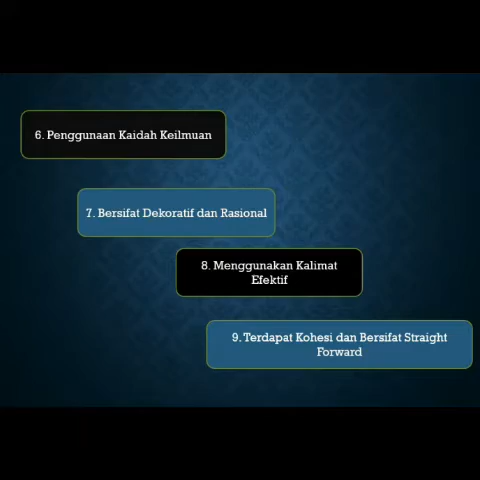 6. Penggunaan Kaidah Keilmuan
7. Bersifat Dekoratif dan Rasional
8. Menggunakan Kalimat
Efektif
9. Terdapat Kohesi dan Bersifat Straight
Forward